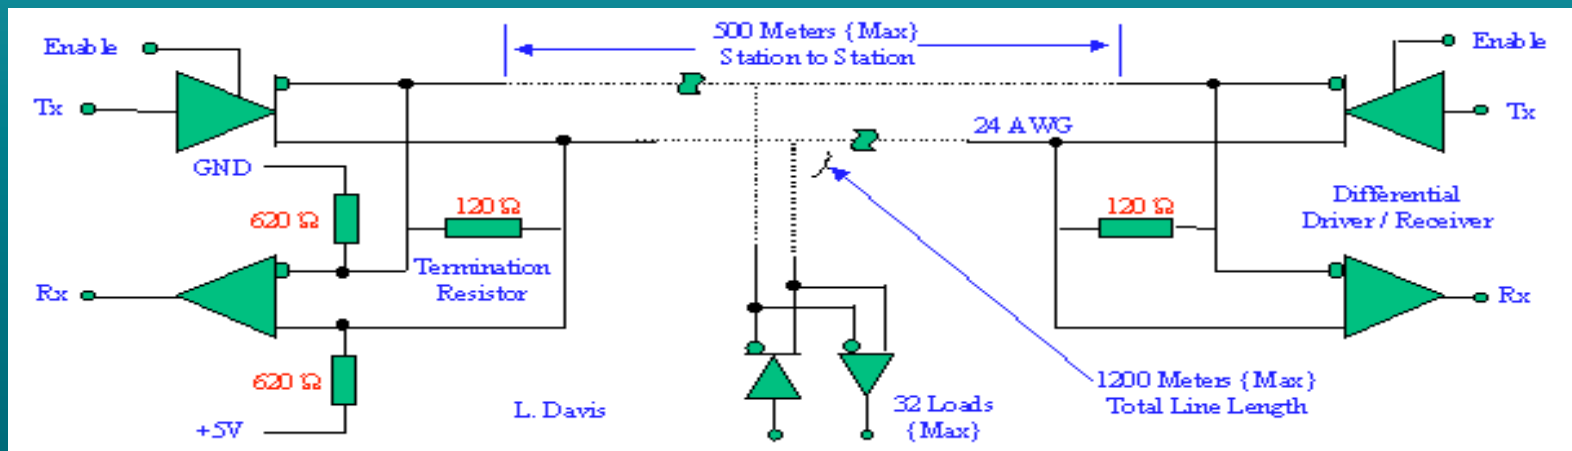 500 Meters {Max}
Station to Station
Enable
Enable
Tx
24 AWG
Tx
GND
620 Ω
120 Ω
120 Ω
Differential
Driver / Receiver
Termination
Resistor
Rx
Rx
620 Ω
1200 Meters {Max}
Total Line Length
L. Davis
32 Loads
{Max}
+5V